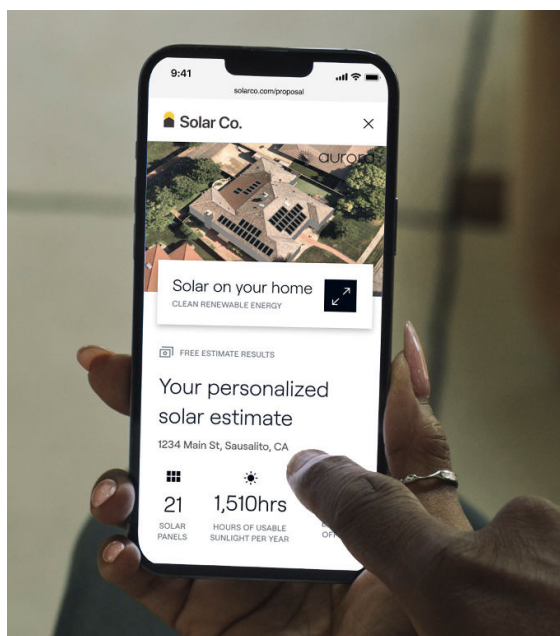 9:41
solarco.com/proposal
Solar Co.
aurora
Solar on your home
CLEAN RENEWABLE ENERGY
FREE ESTIMATE RESULTS
Your personalized
solar estimate
1234 Main St, Sausalito, CA
21
1,510hrs
SOLAR
PANELS
HOURS OF USABLE
SUNLIGHT PER YEAR